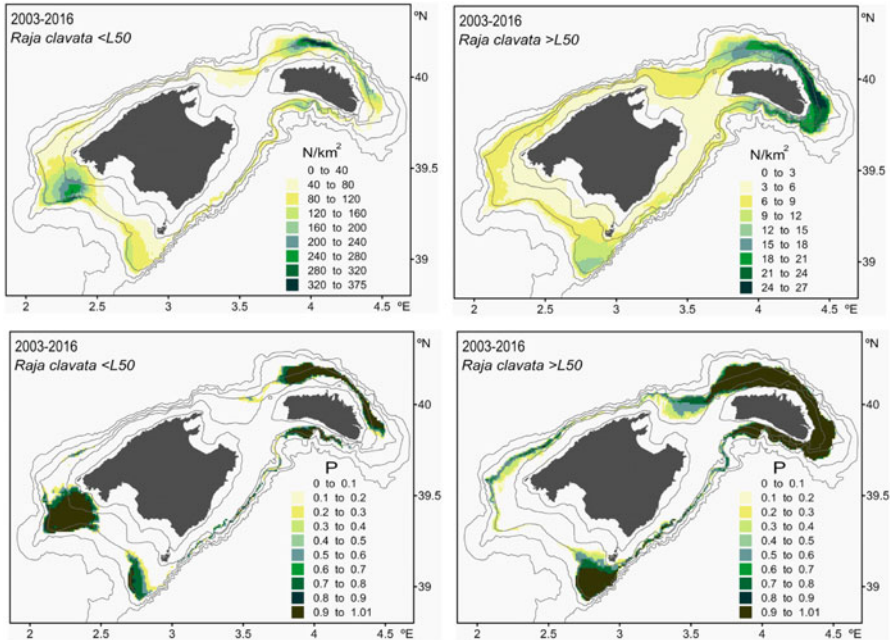 2003-2016
Raja clavata <L50
ºN
40
39.5
39
N/km2
0 to 40
40 to 80
80 to 120
120 to 160
160 to 200
200 to 240
240 to 280
280 to 320
320 to 375
2 2.5 3 3.5 4 4.5 ºE
2003-2016
Raja clavata >L50
ºN
40
39.5
39
N/km2
0 to 3
3 to 6
6 to 9
9 to 12
12 to 15
15 to 18
18 to 21
21 to 24
24 to 27
2 2.5 3 3.5 4 4.5 ºE
2003-2016
Raja clavata <L50
ºN
40
39.5
39
P
0 to 0.1
0.1 to 0.2
0.2 to 0.3
0.3 to 0.4
0.4 to 0.5
0.5 to 0.6
0.6 to 0.7
0.7 to 0.8
0.8 to 0.9
0.9 to 1.01
2 2.5 3 3.5 4 4.5 ºE
2003-2016
Raja clavata >L50
ºN
40
39.5
39
P
0 to 0.1
0.1 to 0.2
0.2 to 0.3
0.3 to 0.4
0.4 to 0.5
0.5 to 0.6
0.6 to 0.7
0.7 to 0.8
0.8 to 0.9
0.9 to 1.01
2 2.5 3 3.5 4 4.5 ºE